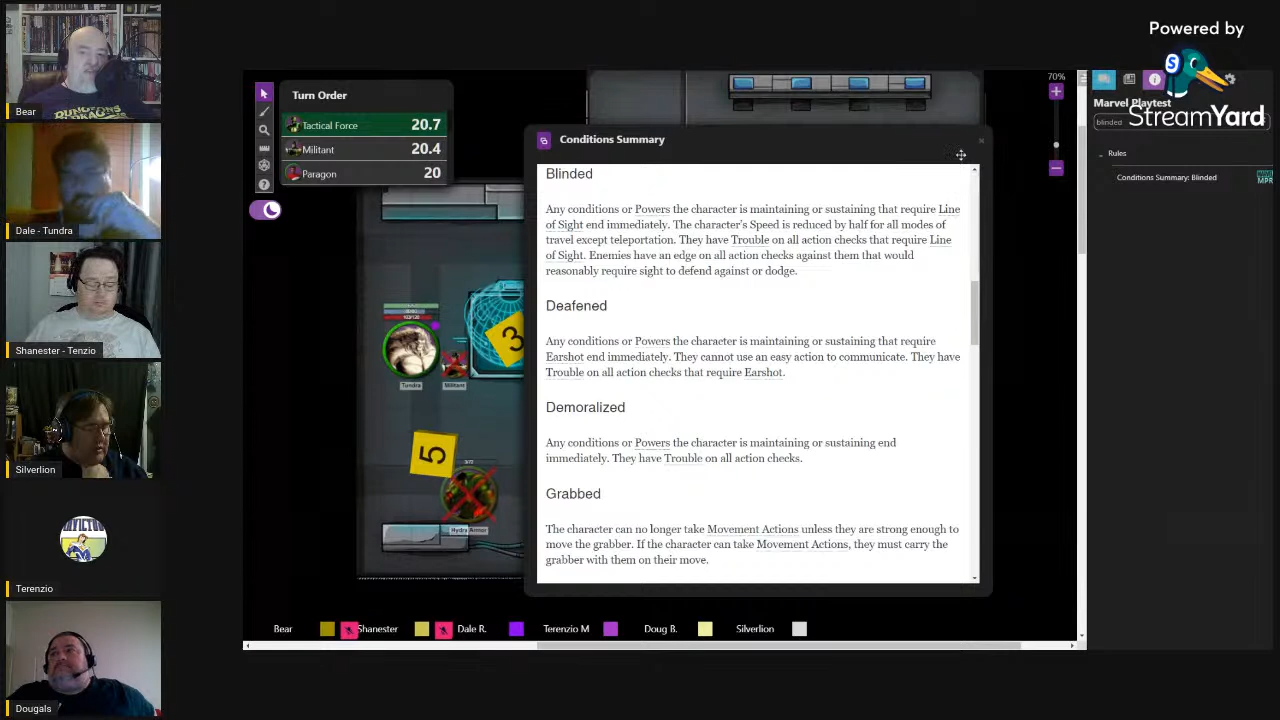 Powered by
StreamYard
Bear
Dale - Tundra
Shanester - Tenzio
Silverlion
Terenzio
Dougals
Turn Order
Tactical Force 20.7
Militant 20.4
Paragon 20
Conditions Summary
Blinded
Any conditions or Powers the character is maintaining or sustaining that require Line
of Sight end immediately. The character's Speed is reduced by half for all modes of
travel except teleportation. They have Trouble on all action checks that require Line
of Sight. Enemies have an edge on all action checks against them that would
reasonably require sight to defend against or dodge.
Deafened
Any conditions or Powers the character is maintaining or sustaining that require
Earshot end immediately. They cannot use an easy action to communicate. They have
Trouble on all action checks that require Earshot.
Demoralized
Any conditions or Powers the character is maintaining or sustaining end
immediately. They have Trouble on all action checks.
Grabbed
The character can no longer take Movement Actions unless they are strong enough to
move the grabber. If the character can take Movement Actions, they must carry the
grabber with them on their move.
3
Tundra
Militant
5
Hydra Armor
70%
Marvel Playtest
blinded
Rules
Conditions Summary: Blinded
MPR
Bear
Shanester
Dale R.
Terenzio M
Doug B.
Silverlion